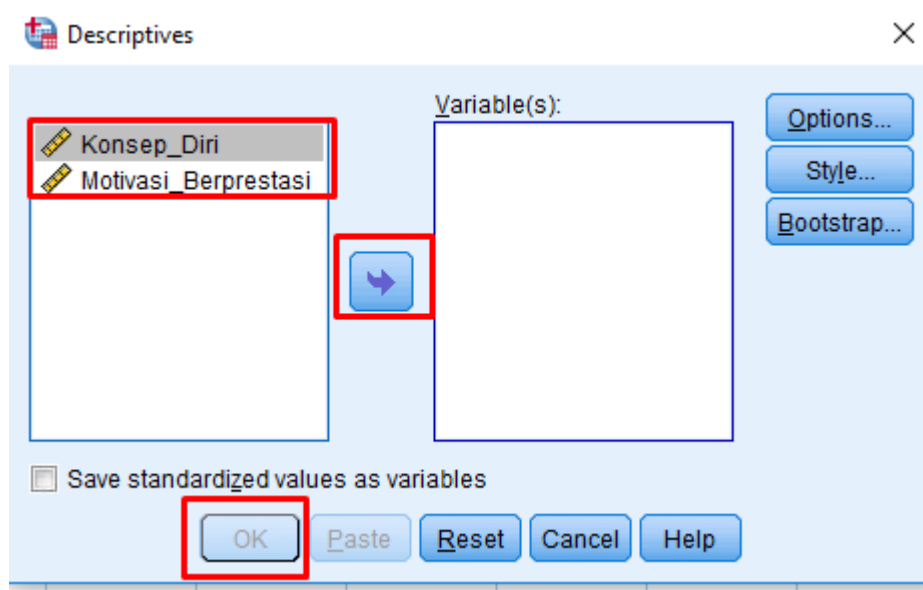 Descriptives
Variable(s):
Konsep_Diri
Motivasi_Berprestasi
Options...
Style...
Bootstrap...
Save standardized values as variables
OK Paste Reset Cancel Help